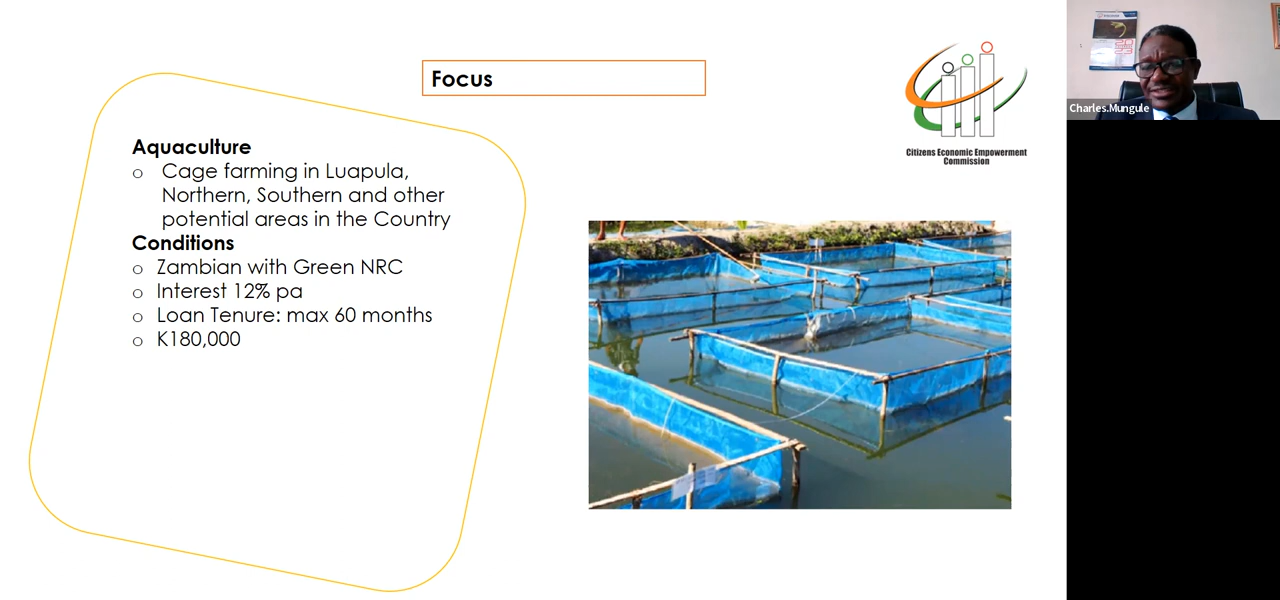 Focus
Aquaculture
o Cage farming in Luapula,
Northern, Southern and other
potential areas in the Country
Conditions
o Zambian with Green NRC
o Interest 12% pa
o Loan Tenure: max 60 months
o K180,000
Citizens Economic Empowerment
Commission
Charles.Mungule